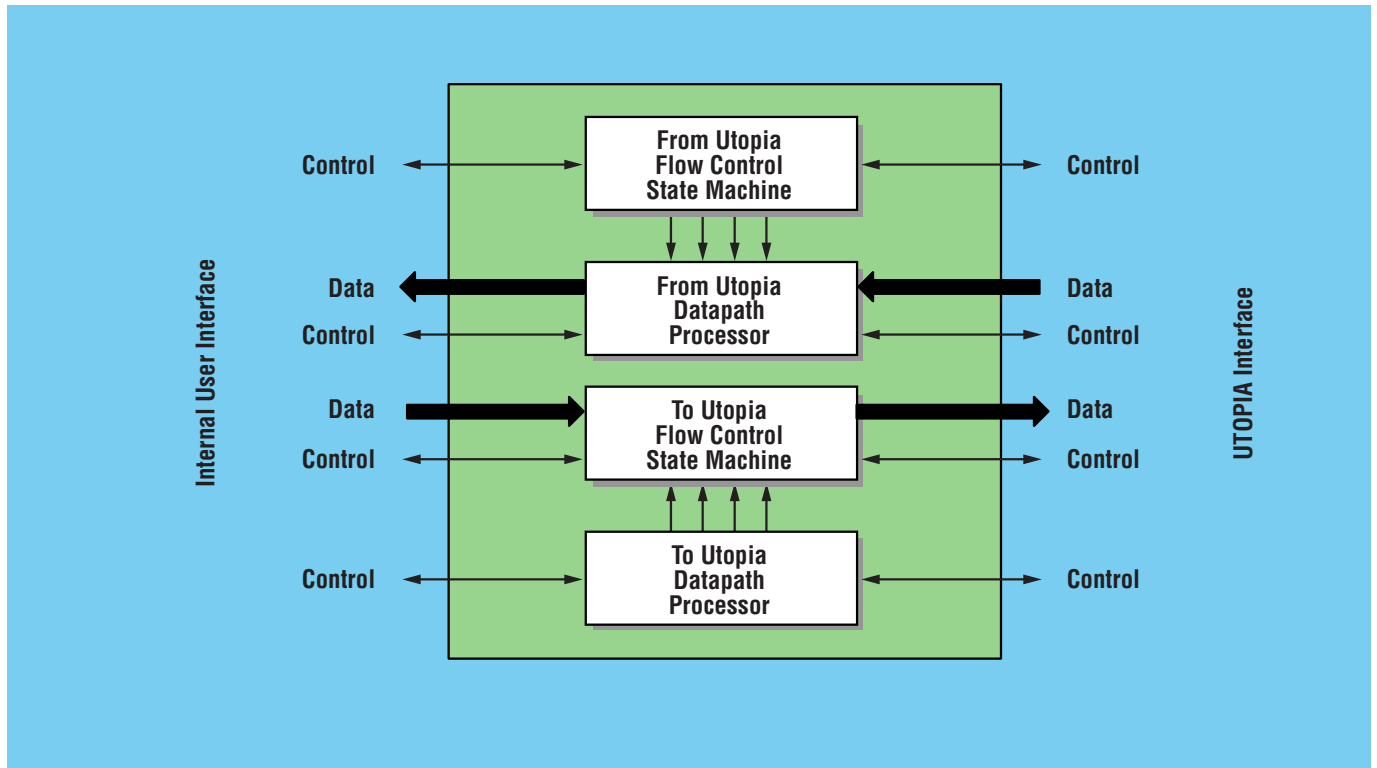 From Utopia
Flow Control
State Machine
Control
Control
From Utopia
Datapath
Processor
Data
Data
Control
Control
To Utopia
Flow Control
State Machine
Data
Data
Control
Control
To Utopia
Datapath
Processor
Control
Control
Internal User Interface
UTOPIA Interface